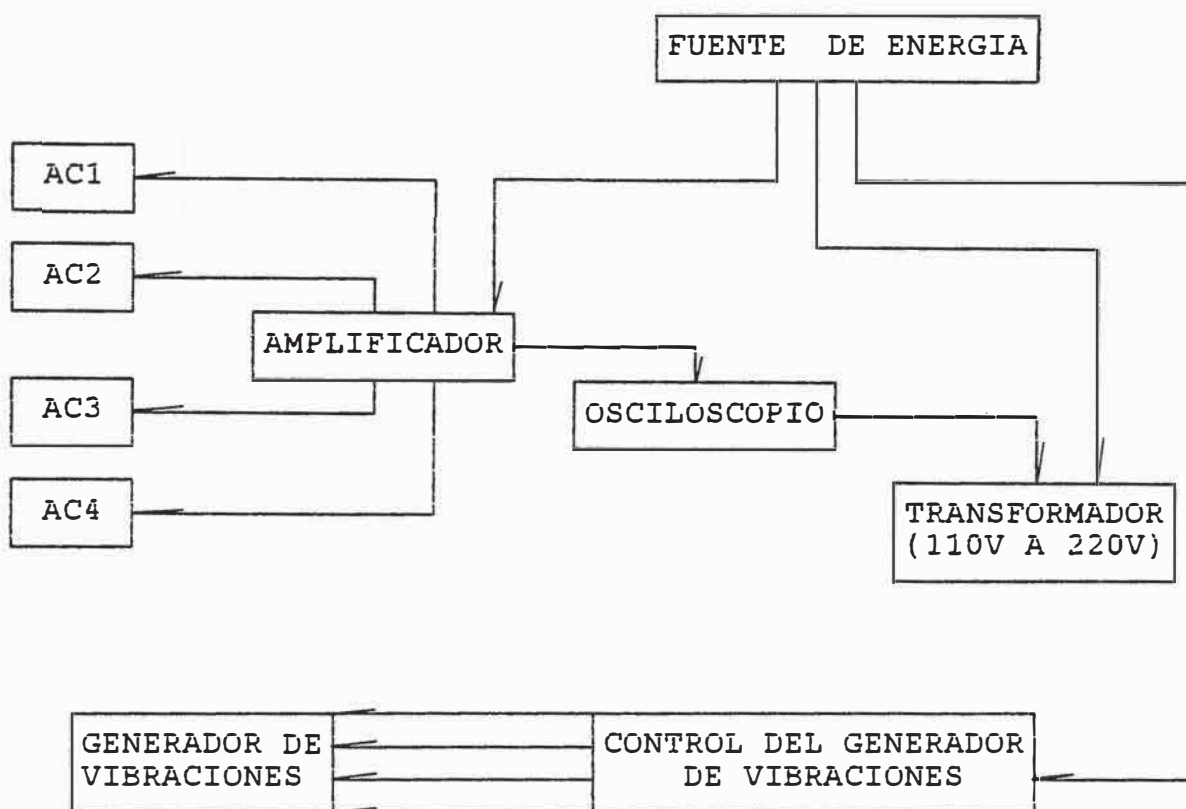 FUENTE DE ENERGIA
AC1
AC2
AMPLIFICADOR
AC3
OSCILOSCOPIO
AC4
TRANSFORMADOR
(110V A 220V)
GENERADOR DE
VIBRACIONES
CONTROL DEL GENERADOR
DE VIBRACIONES